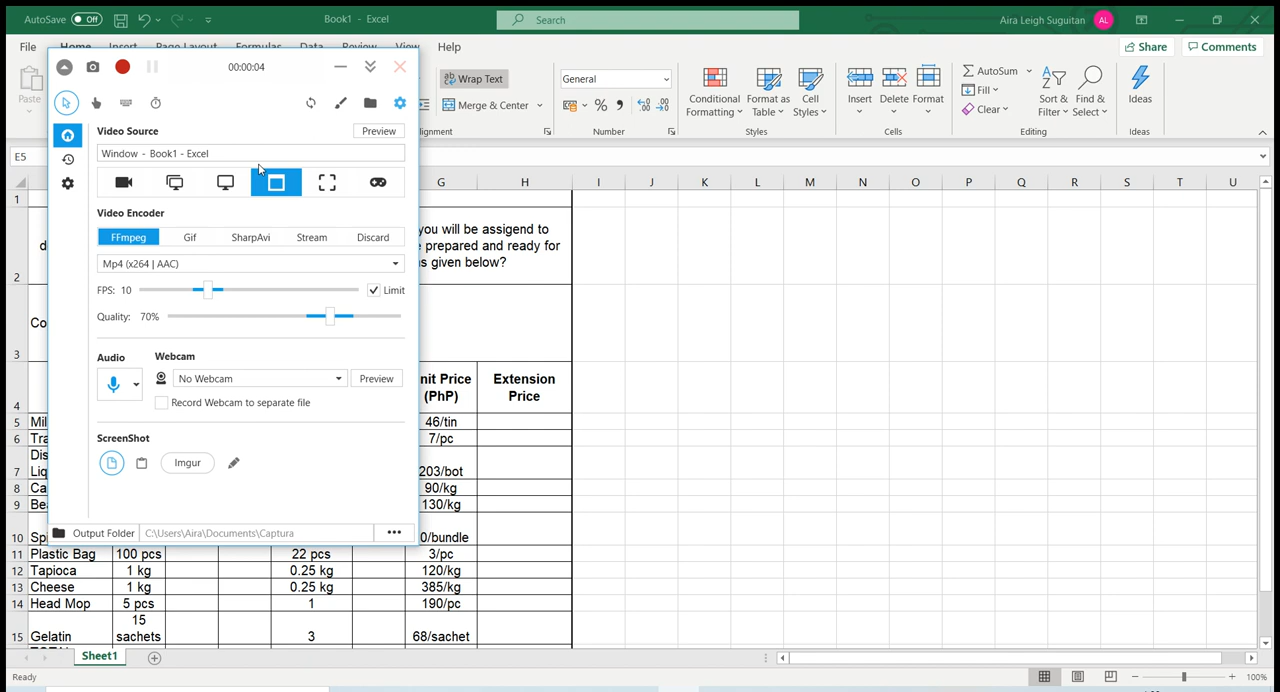 AutoSave Off Book1 - Excel Search Aira Leigh Suguitan AL
File Home Insert Page Layout Formulas Data Review View Help Share Comments
00:00:04
Paste
Wrap Text
Merge & Center
lignment
General
Number
Conditional Formatting
Format as Table
Cell Styles
Styles
Insert Delete Format
Cells
AutoSum
Fill
Clear
Sort & Filter
Find & Select
Editing
Ideas
Ideas
E5
G H I J K L M N O P Q R S T U
Video Source Preview
Window - Book1 - Excel
Video Encoder
FFmpeg Gif SharpAvi Stream Discard
Mp4 (x264 | AAC)
FPS: 10 Limit
Quality: 70%
Audio Webcam
No Webcam Preview
Record Webcam to separate file
ScreenShot
Imgur
Output Folder C:\Users\Aira\Documents\Captura •••
1
you will be assigend to
d e prepared and ready for
2 s given below?
3 Co
4 nit Price (PhP) Extension Price
5 Mil 46/tin
6 Tra 7/pc
Dis
7 Liq 203/bot
8 Ca 90/kg
9 Bea 130/kg
10 Spi 0/bundle
11 Plastic Bag 100 pcs 22 pcs 3/pc
12 Tapioca 1 kg 0.25 kg 120/kg
13 Cheese 1 kg 0.25 kg 385/kg
14 Head Mop 5 pcs 1 190/pc
15
15 Gelatin sachets 3 68/sachet
Sheet1
Ready 100%